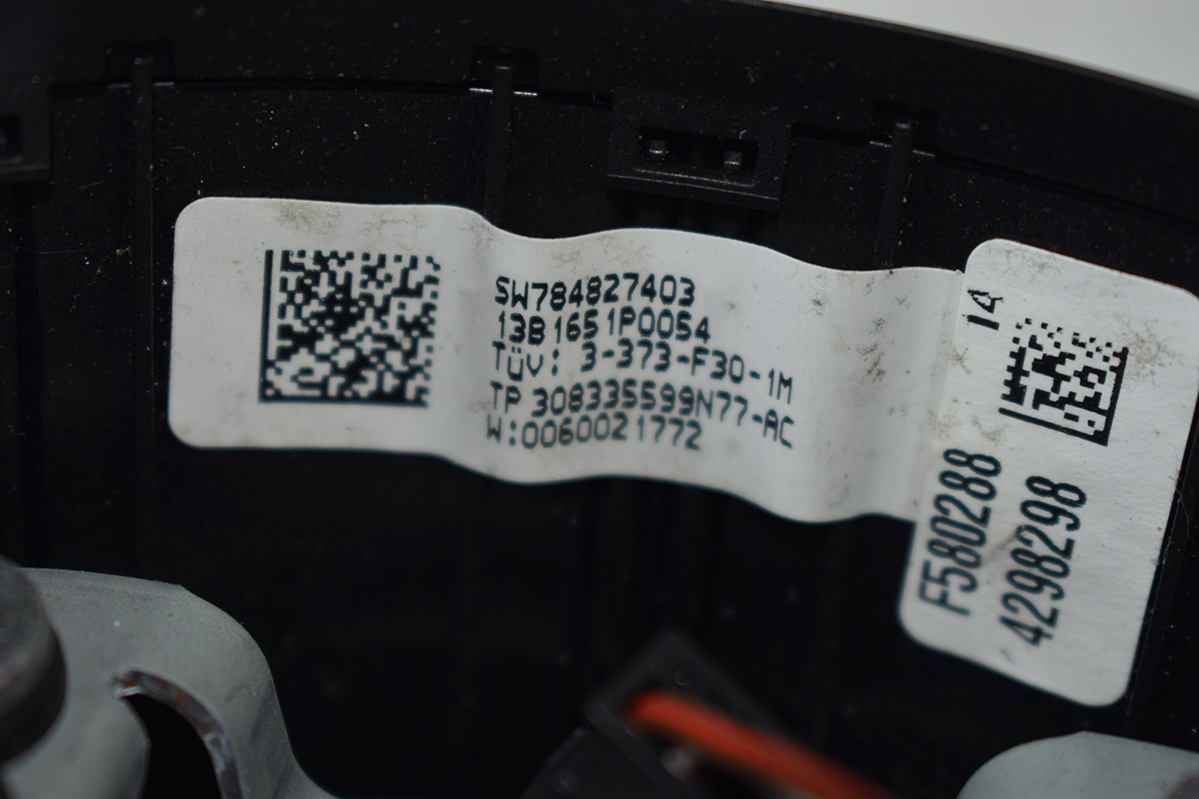 SW784827403
13B1651P0054
TÜV: 3-373-F30-1M
TP 308335599N77-AC
W:0060021772
14
F580288
4298298